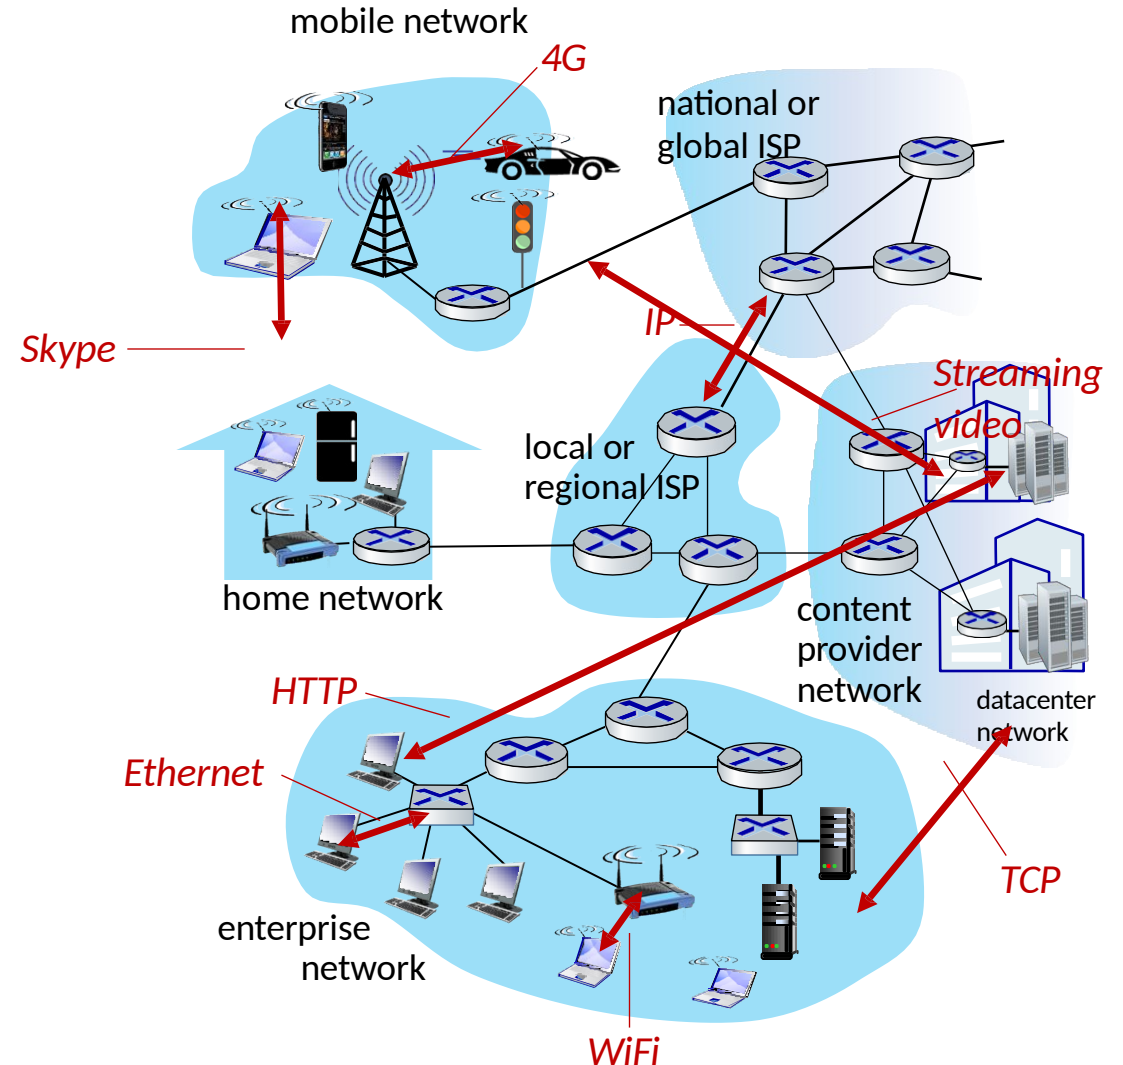 mobile network
4G
national or
global ISP
Skype
IP
Streaming
video
local or
regional ISP
home network
content
provider
network
datacenter
network
HTTP
Ethernet
TCP
enterprise
network
WiFi